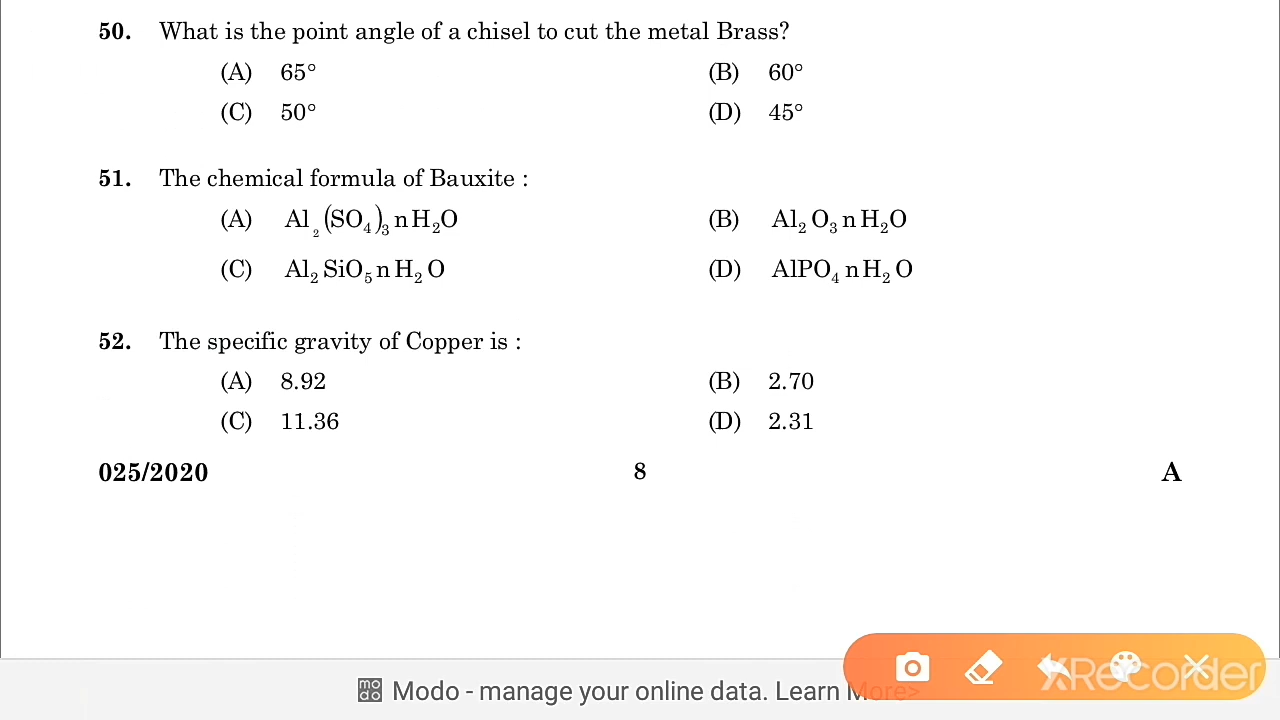 50. What is the point angle of a chisel to cut the metal Brass?
(A) 65° (B) 60°
(C) 50° (D) 45°
51. The chemical formula of Bauxite :
(A) Al₂(SO₄)₃ n H₂O (B) Al₂ O₃ n H₂O
(C) Al₂ SiO₅ n H₂ O (D) AlPO₄ n H₂ O
52. The specific gravity of Copper is :
(A) 8.92 (B) 2.70
(C) 11.36 (D) 2.31
025/2020 8 A
modo Modo - manage your online data. Learn More>
XRecorder